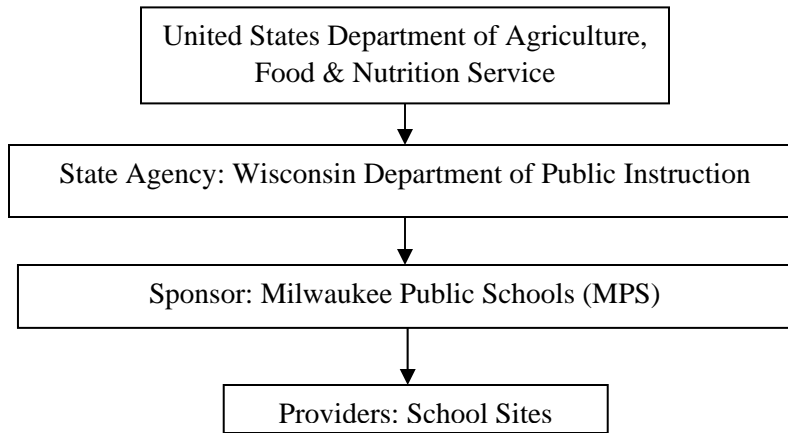 United States Department of Agriculture,
Food & Nutrition Service
State Agency: Wisconsin Department of Public Instruction
Sponsor: Milwaukee Public Schools (MPS)
Providers: School Sites